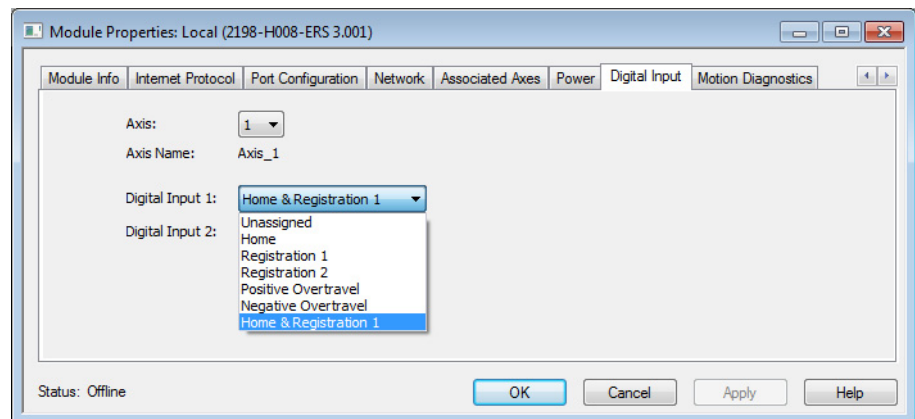 Module Properties: Local (2198-H008-ERS 3.001)
Module Info Internet Protocol Port Configuration Network Associated Axes Power Digital Input Motion Diagnostics
Axis: 1
Axis Name: Axis_1
Digital Input 1: Home & Registration 1
Digital Input 2:
Unassigned
Home
Registration 1
Registration 2
Positive Overtravel
Negative Overtravel
Home & Registration 1
Status: Offline
OK Cancel Apply Help